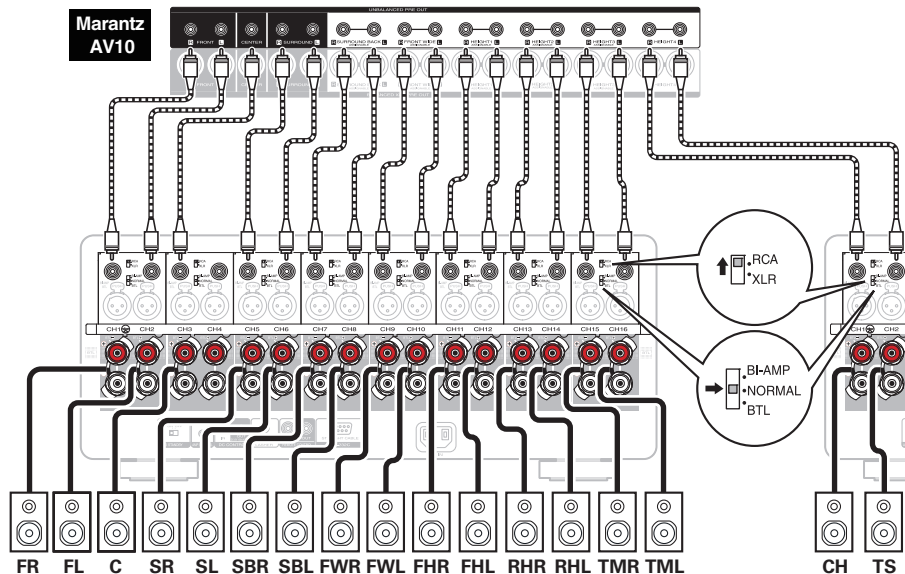 Marantz
AV10
UNBALANCED PRE OUT
R FRONT L
CENTER
R SURROUND L
R SURROUND BACK L
R FRONT WIDE L
R HEIGHT1 L
R HEIGHT2 L
R HEIGHT3 L
R HEIGHT4 L
RCA
XLR
BI-AMP
NORMAL
BTL
CH1 CH2 CH3 CH4 CH5 CH6 CH7 CH8 CH9 CH10 CH11 CH12 CH13 CH14 CH15 CH16
CH1 CH2
FR FL C SR SL SBR SBL FWR FWL FHR FHL RHR RHL TMR TML CH TS